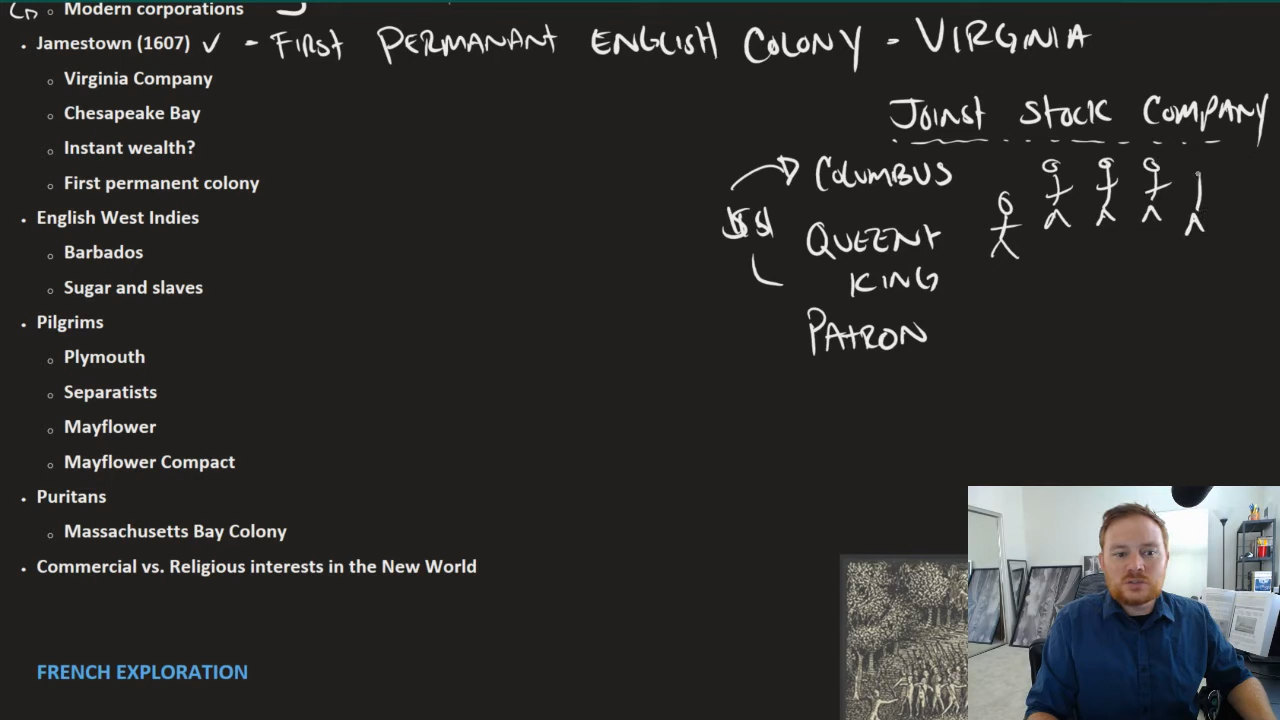 Modern corporations
Jamestown (1607) ✓ - FIRST PERMANANT ENGLISH COLONY - VIRGINIA
Virginia Company
JOINST STOCK COMPANY
Chesapeake Bay
Instant wealth?
COLUMBUS
First permanent colony
English West Indies
QUEEN +
Barbados
KING
Sugar and slaves
Pilgrims
PATRON
Plymouth
Separatists
Mayflower
Mayflower Compact
Puritans
Massachusetts Bay Colony
Commercial vs. Religious interests in the New World
FRENCH EXPLORATION